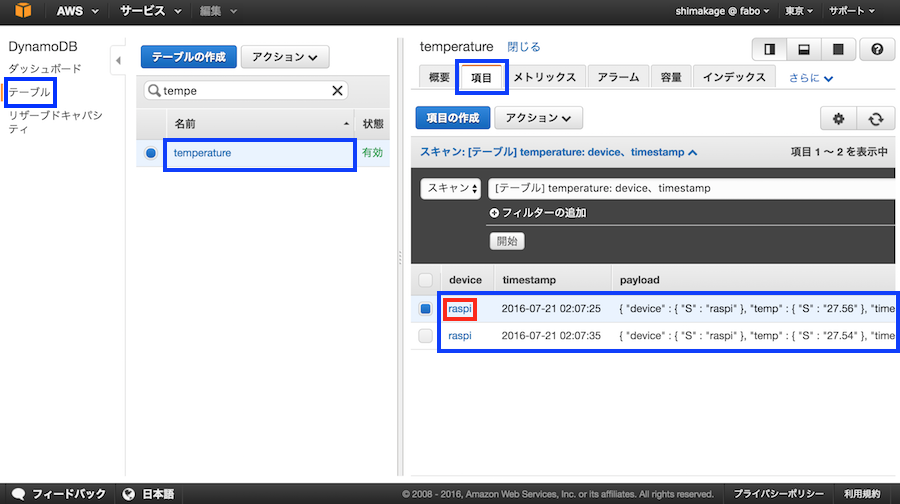 AWS サービス 編集 shimakage @ fabo 東京 サポート
DynamoDB
ダッシュボード
テーブル
リザーブドキャパシ
ティ
テーブルの作成 アクション
tempe
名前 状態
temperature 有効
temperature 閉じる
概要 項目 メトリックス アラーム 容量 インデックス さらに
項目の作成 アクション
スキャン: [テーブル] temperature: device、timestamp 項目 1 〜 2 を表示中
スキャン [テーブル] temperature: device、timestamp
フィルターの追加
開始
device timestamp payload
raspi 2016-07-21 02:07:25 { "device" : { "S" : "raspi" }, "temp" : { "S" : "27.56" }, "time
raspi 2016-07-21 02:07:35 { "device" : { "S" : "raspi" }, "temp" : { "S" : "27.54" }, "time
フィードバック 日本語 © 2008 - 2016, Amazon Web Services, Inc. or its affiliates. All rights reserved. プライバシーポリシー 利用規約